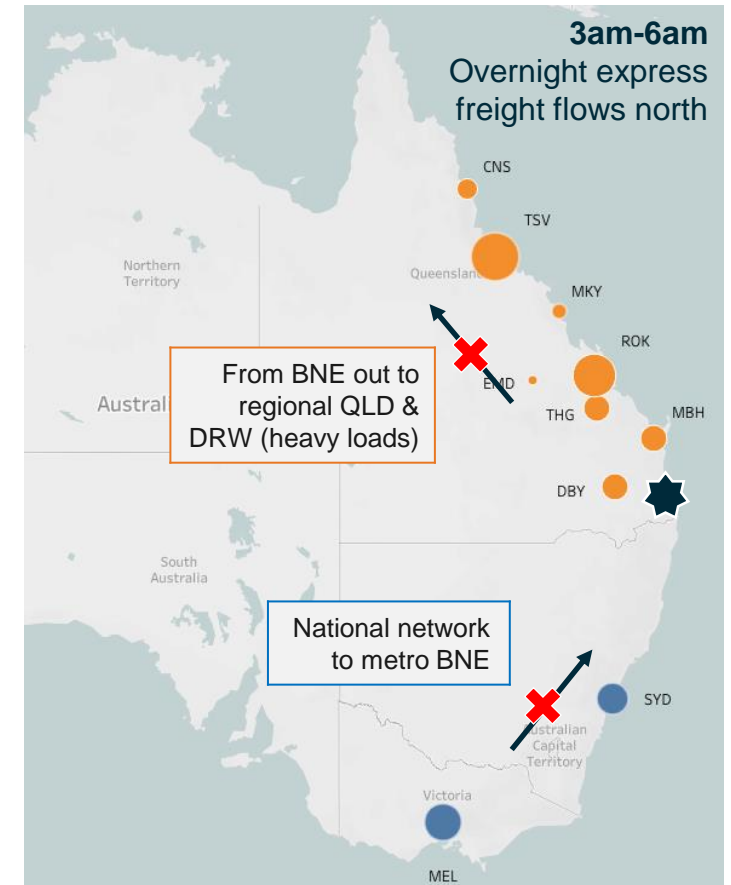 3am-6am
Overnight express
freight flows north
CNS
TSV
Northern
Territory
Queensland
MKY
ROK
From BNE out to
regional QLD &
DRW (heavy loads)
EMD
Australi
THG
MBH
DBY
South
Australia
National network
to metro BNE
SYD
Australian
Capital
Territory
Victoria
MEL